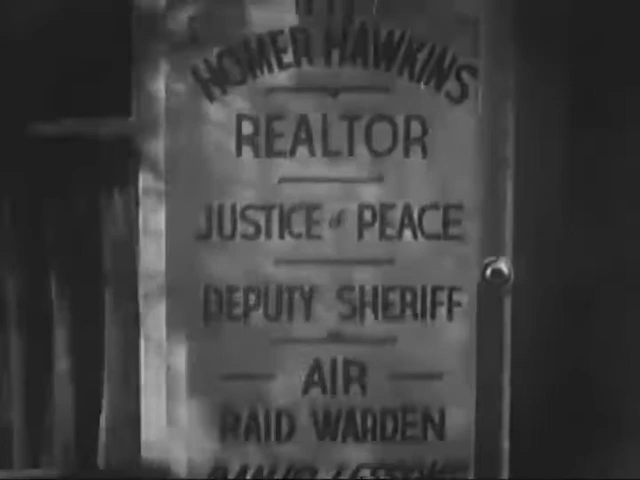 HOMER HAWKINS
REALTOR
JUSTICE of PEACE
DEPUTY SHERIFF
AIR
RAID WARDEN